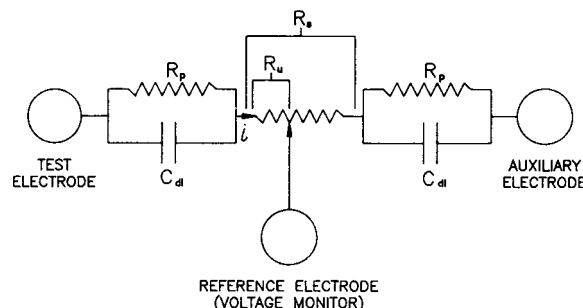 Rs
Ru
Rp
Rp
i
Cdl
Cdl
TEST
ELECTRODE
AUXILIARY
ELECTRODE
REFERENCE ELECTRODE
(VOLTAGE MONITOR)